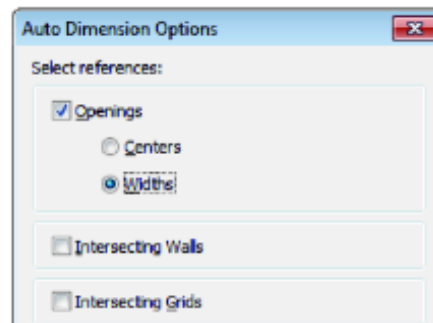 Auto Dimension Options
Select references:
Openings
Centers
Widths
Intersecting Walls
Intersecting Grids